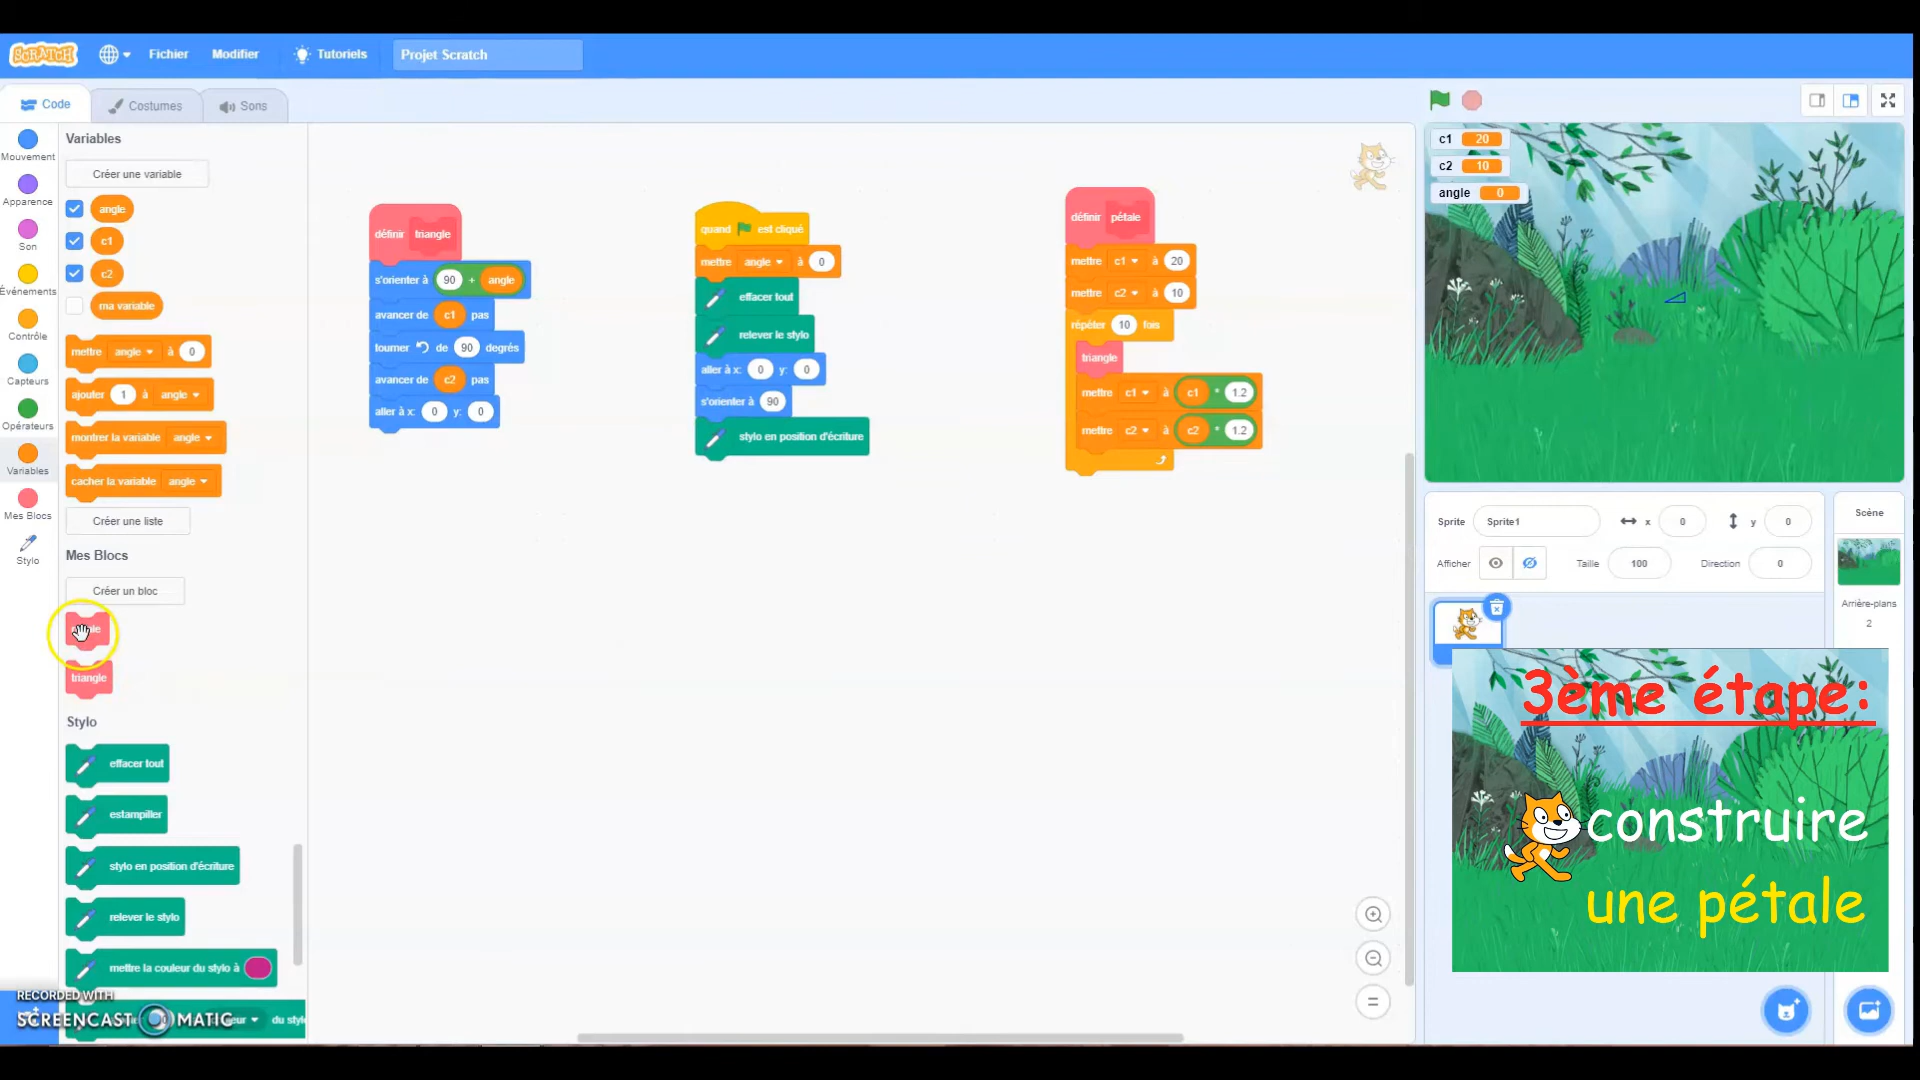 SCRATCH
Fichier
Modifier
Tutoriels
Projet Scratch
Code
Costumes
Sons
Mouvement
Apparence
Son
Événements
Contrôle
Capteurs
Opérateurs
Variables
Mes Blocs
Stylo
Variables
Créer une variable
angle
c1
c2
ma variable
mettre angle à 0
ajouter 1 à angle
montrer la variable angle
cacher la variable angle
Créer une liste
Mes Blocs
Créer un bloc
triangle
Stylo
effacer tout
estampiller
stylo en position d'écriture
relever le stylo
mettre la couleur du stylo à
du stylo
RECORDED WITH
SCREENCAST MATIC
définir triangle
s'orienter à 90 + angle
avancer de c1 pas
tourner de 90 degrés
avancer de c2 pas
aller à x: 0 y: 0
quand est cliqué
mettre angle à 0
effacer tout
relever le stylo
aller à x: 0 y: 0
s'orienter à 90
stylo en position d'écriture
définir pétale
mettre c1 à 20
mettre c2 à 10
répéter 10 fois
triangle
mettre c1 à c1 * 1.2
mettre c2 à c2 * 1.2
c1 20
c2 10
angle 0
Sprite Sprite1 x 0 y 0
Afficher Taille 100 Direction 0
Scène
Arrière-plans
2
3ème étape:
construire
une pétale